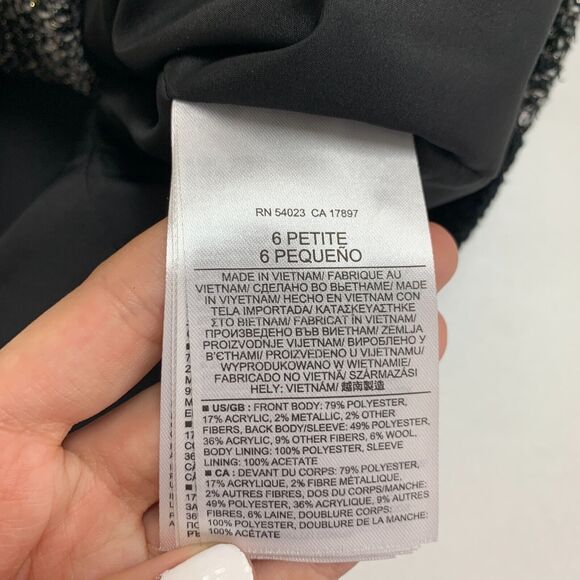 RN 54023 CA 17897
6 PETITE
6 PEQUEÑO
MADE IN VIETNAM/ FABRIQUE AU
VIETNAM/ СДЕЛАНО ВО ВЬЕТНАМЕ/
MADE IN VIYETNAM/ HECHO EN VIETNAM CON
TELA IMPORTADA/ ΚΑΤΑΣΚΕΥΑΣΤΗΚΕ
ΣΤΟ ΒΙΕΤΝΑΜ/ FABRICAT ÎN VIETNAM/
ПРОИЗВЕДЕНО ВЪВ ВИЕТНАМ/ ZEMLJA
PROIZVODNJE VIJETNAM/ ВИРОБЛЕНО У
В'ЄТНАМІ/ PROIZVEDENO U VIJETNAMU/
WYPRODUKOWANO W WIETNAMIE/
FABRICADO NO VIETNÃ/ SZÁRMAZÁSI
HELY: VIETNÁM/ 越南製造
■ US/GB : FRONT BODY: 79% POLYESTER,
17% ACRYLIC, 2% METALLIC, 2% OTHER
FIBERS, BACK BODY/SLEEVE: 49% POLYESTER,
36% ACRYLIC, 9% OTHER FIBERS, 6% WOOL,
BODY LINING: 100% POLYESTER, SLEEVE
LINING: 100% ACETATE
■ CA : DEVANT DU CORPS: 79% POLYESTER,
17% ACRYLIQUE, 2% FIBRE MÉTALLIQUE,
2% AUTRES FIBRES, DOS DU CORPS/MANCHE:
49% POLYESTER, 36% ACRYLIQUE, 9% AUTRES
FIBRES, 6% LAINE, DOUBLURE DU CORPS:
100% POLYESTER, DOUBLURE DE LA MANCHE:
100% ACÉTATE